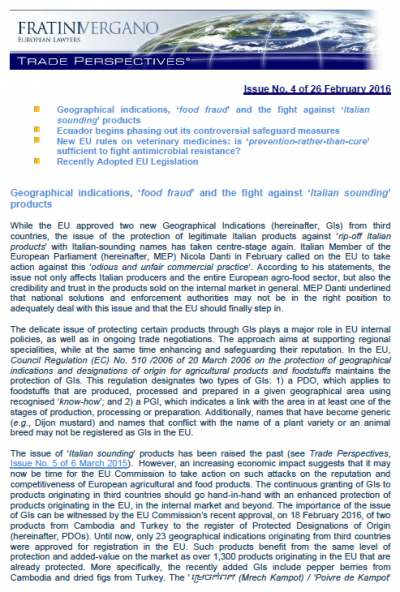 FRATINIVERGANO
EUROPEAN LAWYERS
TRADE PERSPECTIVES®
Issue No. 4 of 26 February 2016
Geographical indications, ‘food fraud’ and the fight against ‘Italian
sounding’ products
Ecuador begins phasing out its controversial safeguard measures
New EU rules on veterinary medicines: is ‘prevention-rather-than-cure’
sufficient to fight antimicrobial resistance?
Recently Adopted EU Legislation
Geographical indications, ‘food fraud’ and the fight against ‘Italian sounding’
products
While the EU approved two new Geographical Indications (hereinafter, GIs) from third
countries, the issue of the protection of legitimate Italian products against ‘rip-off Italian
products’ with Italian-sounding names has taken centre-stage again. Italian Member of the
European Parliament (hereinafter, MEP) Nicola Danti in February called on the EU to take
action against this ‘odious and unfair commercial practice’. According to his statements, the
issue not only affects Italian producers and the entire European agro-food sector, but also the
credibility and trust in the products sold on the internal market in general. MEP Danti underlined
that national solutions and enforcement authorities may not be in the right position to
adequately deal with this issue and that the EU should finally step in.
The delicate issue of protecting certain products through GIs plays a major role in EU internal
policies, as well as in ongoing trade negotiations. The approach aims at supporting regional
specialities, while at the same time enhancing and safeguarding their reputation. In the EU,
Council Regulation (EC) No. 510 /2006 of 20 March 2006 on the protection of geographical
indications and designations of origin for agricultural products and foodstuffs maintains the
protection of GIs. This regulation designates two types of GIs: 1) a PDO, which applies to
foodstuffs that are produced, processed and prepared in a given geographical area using
recognised ‘know-how’; and 2) a PGI, which indicates a link with the area in at least one of the
stages of production, processing or preparation. Additionally, names that have become generic
(e.g., Dijon mustard) and names that conflict with the name of a plant variety or an animal
breed may not be registered as GIs in the EU.
The issue of ‘Italian sounding’ products has been raised the past (see Trade Perspectives,
Issue No. 5 of 6 March 2015). However, an increasing economic impact suggests that it may
now be time for the EU Commission to take action on such attacks on the reputation and
competitiveness of European agricultural and food products. The continuous granting of GIs to
products originating in third countries should go hand-in-hand with an enhanced protection of
products originating in the EU, in the internal market and beyond. The importance of the issue
of GIs can be witnessed by the EU Commission’s recent approval, on 18 February 2016, of two
products from Cambodia and Turkey to the register of Protected Designations of Origin
(hereinafter, PDOs). Until now, only 23 geographical indications originating from third countries
were approved for registration in the EU. Such products benefit from the same level of
protection and added-value on the market as over 1,300 products originating in the EU that are
already protected. More specifically, the recently added GIs include pepper berries from
Cambodia and dried figs from Turkey. The ‘ (Mrech Kampot) / ‘Poivre de Kampot’